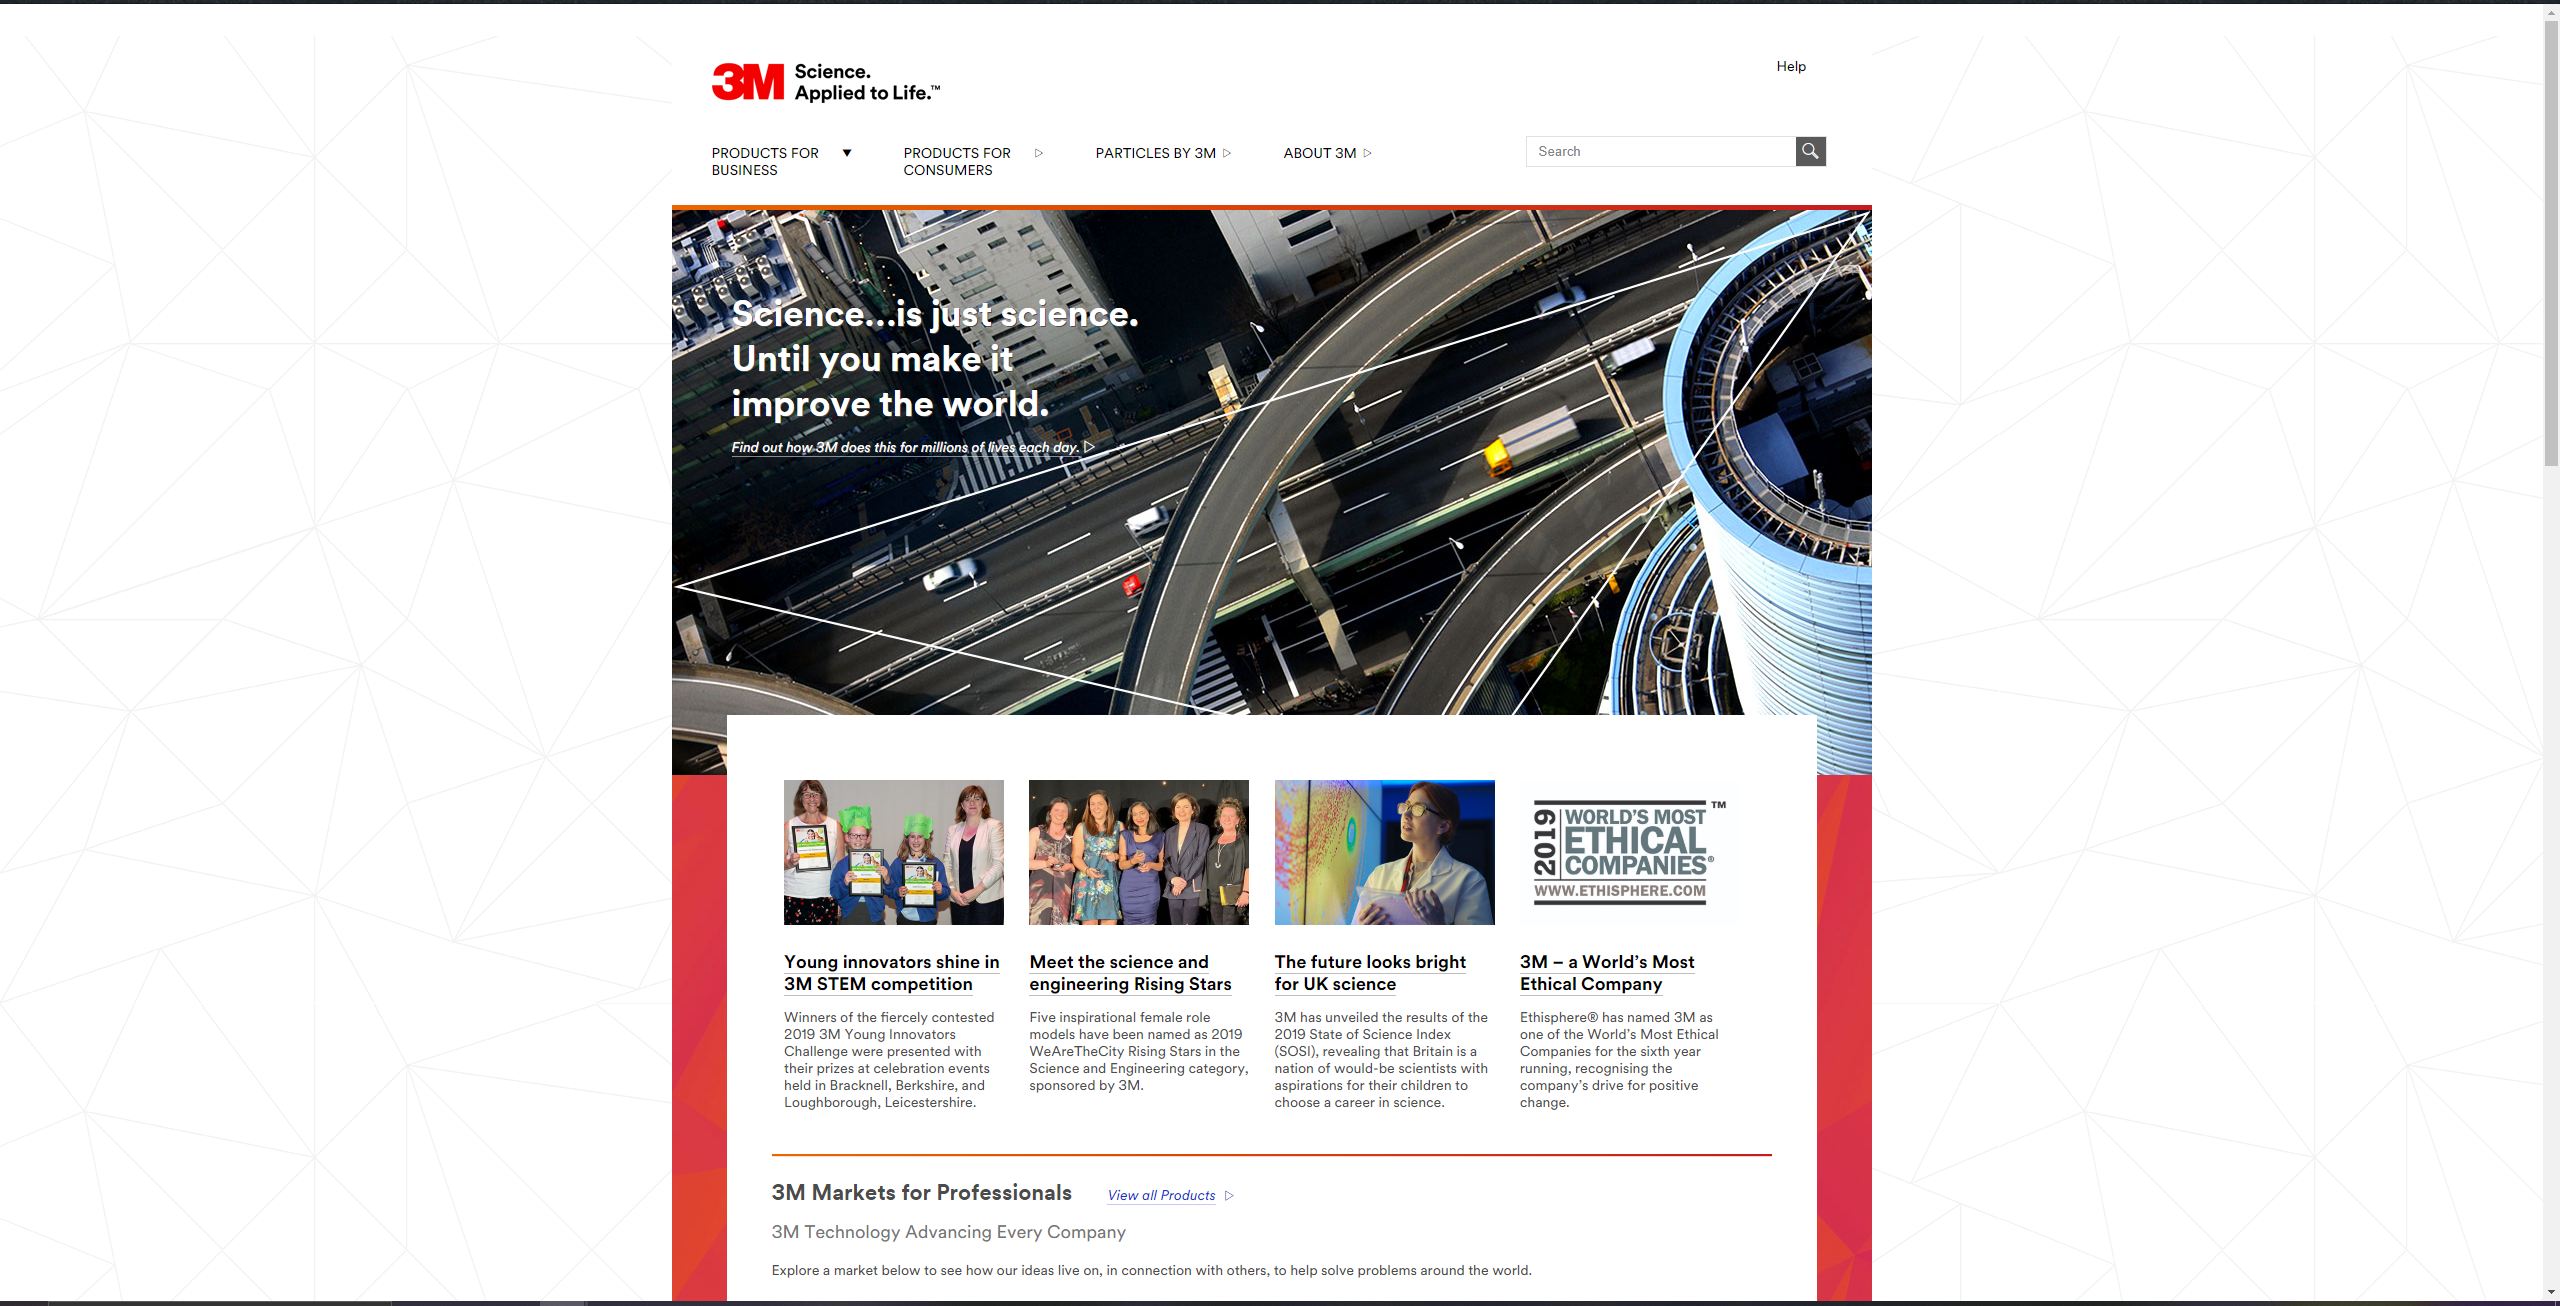 3M Science.
Applied to Life.™
Help
PRODUCTS FOR
BUSINESS
PRODUCTS FOR
CONSUMERS
PARTICLES BY 3M
ABOUT 3M
Search
Science...is just science.
Until you make it
improve the world.
Find out how 3M does this for millions of lives each day.
2019 WORLD'S MOST ™
ETHICAL
COMPANIES®
WWW.ETHISPHERE.COM
Young innovators shine in
3M STEM competition
Winners of the fiercely contested
2019 3M Young Innovators
Challenge were presented with
their prizes at celebration events
held in Bracknell, Berkshire, and
Loughborough, Leicestershire.
Meet the science and
engineering Rising Stars
Five inspirational female role
models have been named as 2019
WeAreTheCity Rising Stars in the
Science and Engineering category,
sponsored by 3M.
The future looks bright
for UK science
3M has unveiled the results of the
2019 State of Science Index
(SOSI), revealing that Britain is a
nation of would-be scientists with
aspirations for their children to
choose a career in science.
3M – a World's Most
Ethical Company
Ethisphere® has named 3M as
one of the World's Most Ethical
Companies for the sixth year
running, recognising the
company's drive for positive
change.
3M Markets for Professionals
View all Products
3M Technology Advancing Every Company
Explore a market below to see how our ideas live on, in connection with others, to help solve problems around the world.